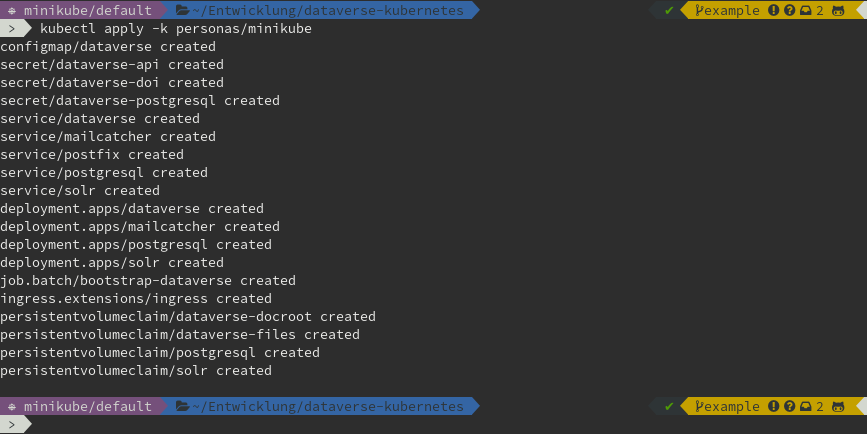 minikube/default ~/Entwicklung/dataverse-kubernetes ✔ example 2
> kubectl apply -k personas/minikube
configmap/dataverse created
secret/dataverse-api created
secret/dataverse-doi created
secret/dataverse-postgresql created
service/dataverse created
service/mailcatcher created
service/postfix created
service/postgresql created
service/solr created
deployment.apps/dataverse created
deployment.apps/mailcatcher created
deployment.apps/postgresql created
deployment.apps/solr created
job.batch/bootstrap-dataverse created
ingress.extensions/ingress created
persistentvolumeclaim/dataverse-docroot created
persistentvolumeclaim/dataverse-files created
persistentvolumeclaim/postgresql created
persistentvolumeclaim/solr created
minikube/default ~/Entwicklung/dataverse-kubernetes ✔ example 2
>